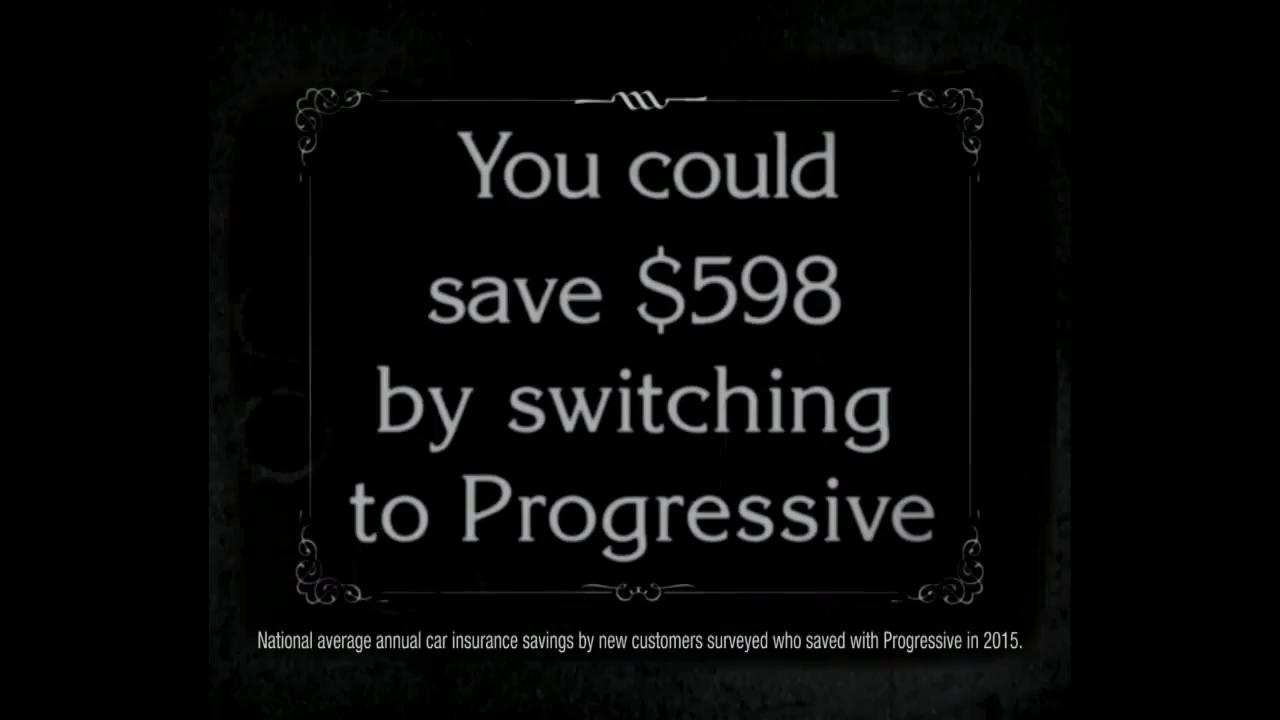 You could
save $598
by switching
to Progressive
National average annual car insurance savings by new customers surveyed who saved with Progressive in 2015.